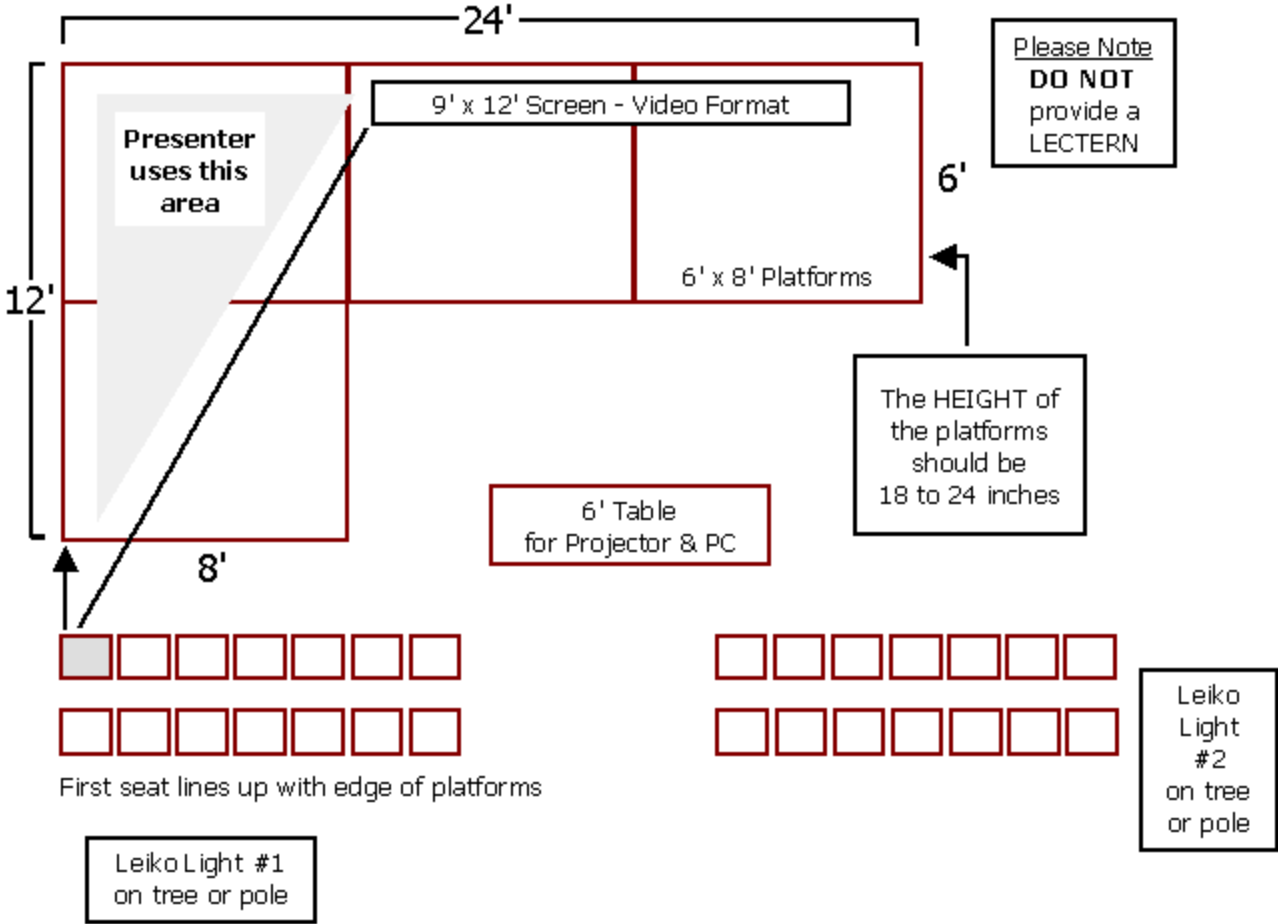 24'
Please Note
DO NOT
provide a
LECTERN
9' x 12' Screen - Video Format
Presenter
uses this
area
6'
6' x 8' Platforms
12'
The HEIGHT of
the platforms
should be
18 to 24 inches
6' Table
for Projector & PC
8'
Leiko
Light
#2
on tree
or pole
First seat lines up with edge of platforms
Leiko Light #1
on tree or pole